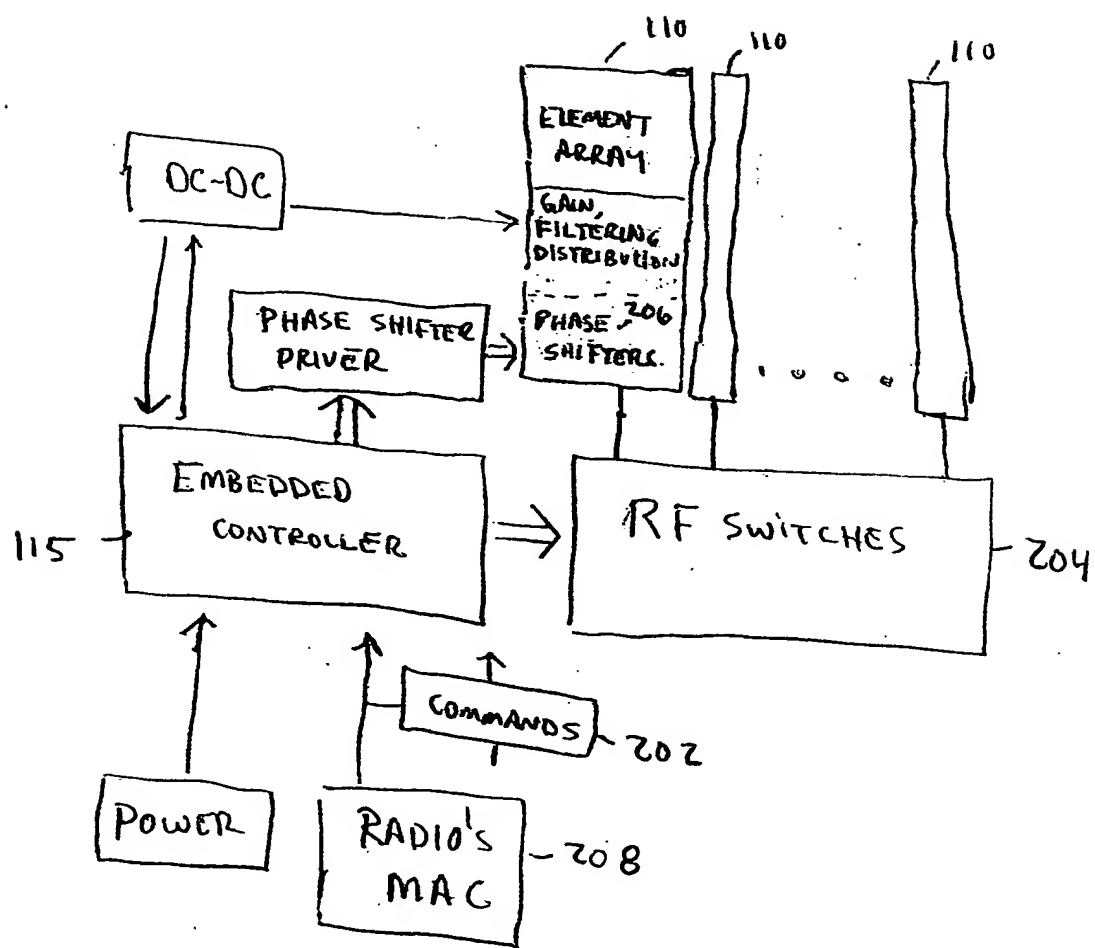 110
110
110
ELEMENT
ARRAY
DC-DC
GAIN,
FILTERING
DISTRIBUTION
PHASE SHIFTER
DRIVER
206
PHASE
SHIFTERS.
EMBEDDED
CONTROLLER
115
RF SWITCHES
204
COMMANDS
202
POWER
RADIO'S
MAC
208